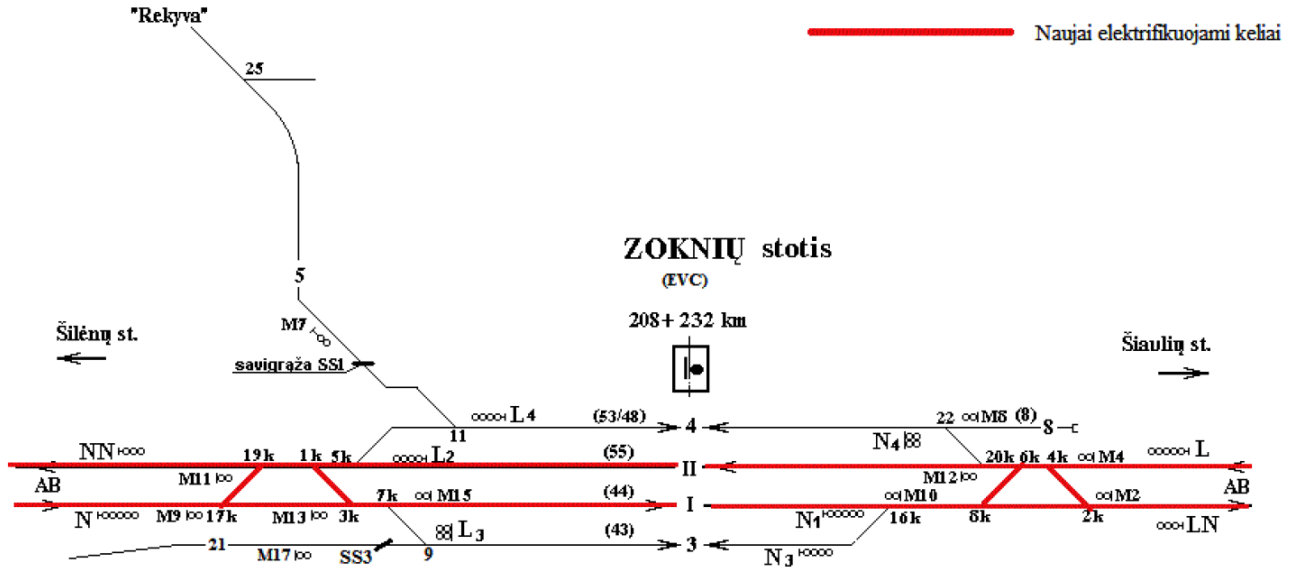 "Rekyva"
Naujai elektrifikuojami keliai
25
ZOKNIŲ stotis
(EVC)
5
208+ 232 km
M7
Šilėnų st.
Šiaulių st.
savigrąža SS1
L4 (53/48) 4 22 M8 (8) 8
11 N4
NN 19k 1k 5k L2 (55) II 20k 6k 4k M4 L
AB M11 M12 AB
7k M15 (44) I M10 M2
N M9 17k M13 3k N1 16k 8k 2k LN
21 M17 SS3 9 L3 (43) 3 N3